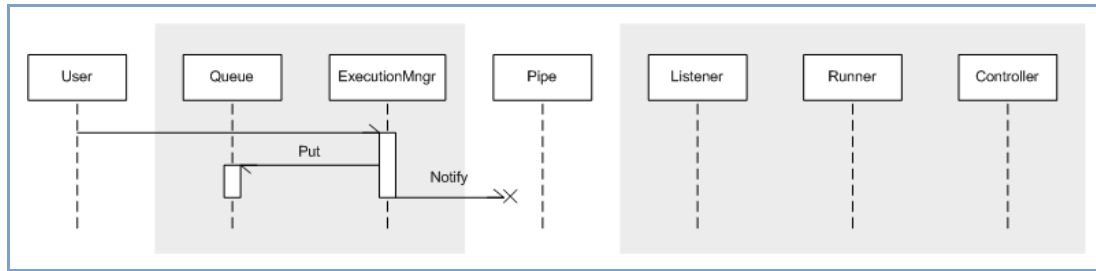 User
Queue
ExecutionMngr
Pipe
Listener
Runner
Controller
Put
Notify